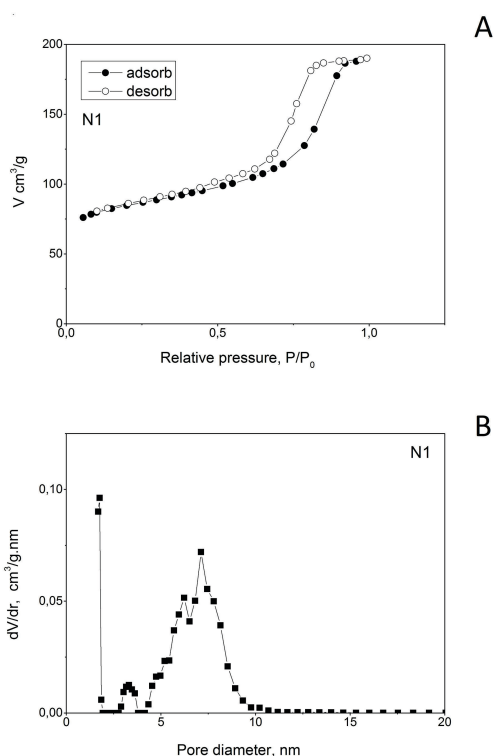 A
200
adsorb
desorb
150
N1
V cm³/g
100
50
0
0,0 0,5 1,0
Relative pressure, P/P₀
B
N1
0,10
dV/dr, cm³/g.nm
0,05
0,00
0 5 10 15 20
Pore diameter, nm